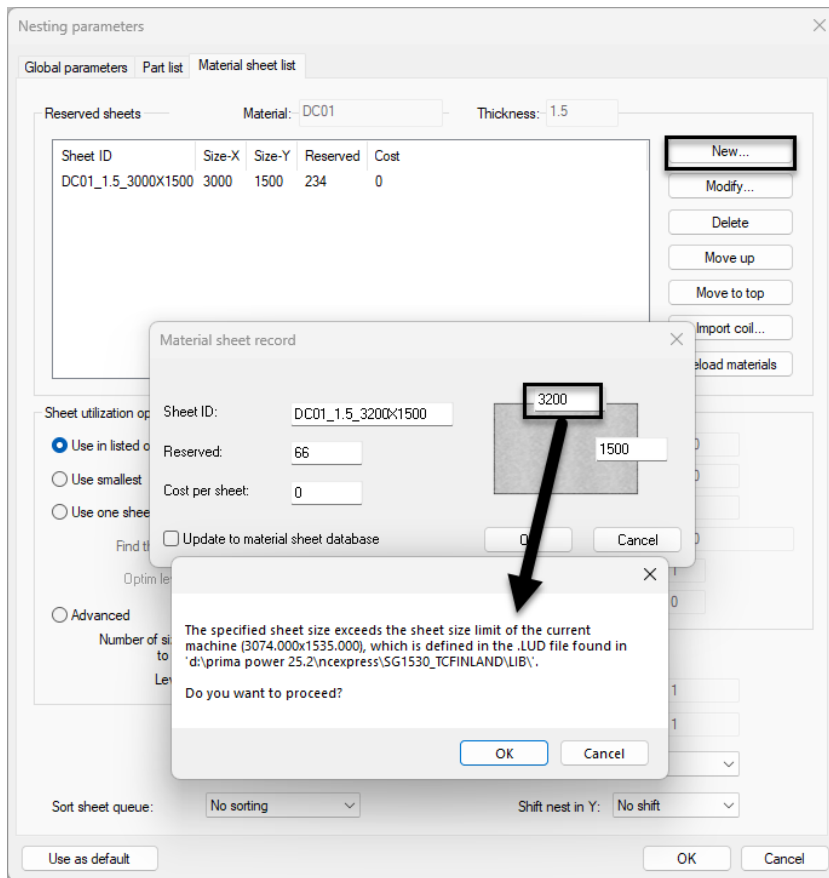 Nesting parameters
Global parameters Part list Material sheet list
Reserved sheets Material: DC01 Thickness: 1.5
Sheet ID Size-X Size-Y Reserved Cost
DC01_1.5_3000X1500 3000 1500 234 0
New...
Modify...
Delete
Move up
Move to top
Import coil...
eload materials
Material sheet record
Sheet ID: DC01_1.5_3200X1500
Reserved: 66
Cost per sheet: 0
3200
1500
Update to material sheet database
Cancel
Sheet utilization op
Use in listed o
Use smallest
Use one shee
Find th
Optim le
Advanced
Number of si
to
Le
The specified sheet size exceeds the sheet size limit of the current
machine (3074.000x1535.000), which is defined in the .LUD file found in
'd:\prima power 25.2\ncexpress\SG1530_TCFINLAND\LIB\'.
Do you want to proceed?
OK Cancel
0
1
1
Sort sheet queue: No sorting Shift nest in Y: No shift
Use as default OK Cancel